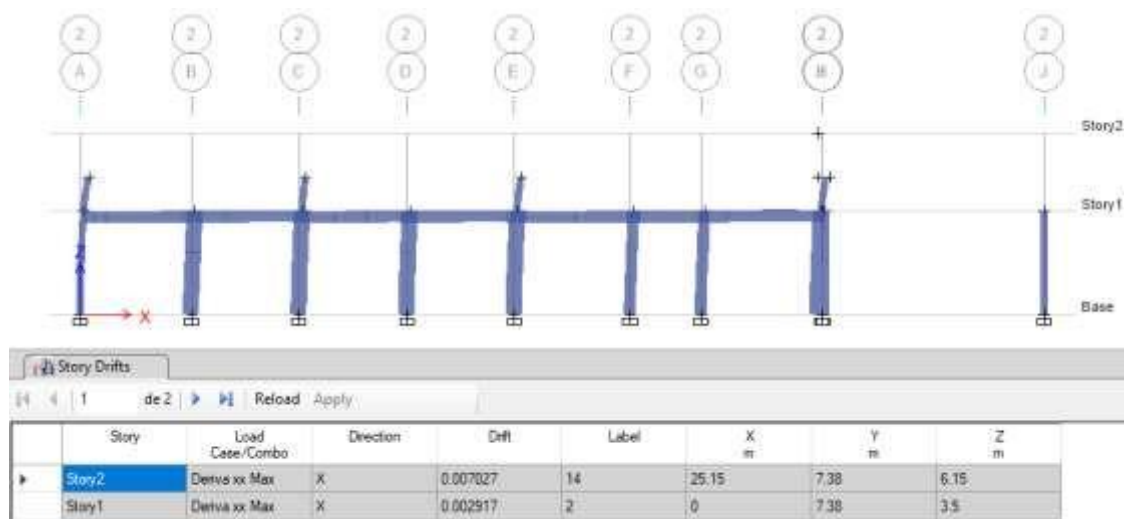 2 2 2 2 2 2 2 2 2
A B C D E F G H J
Story2
Story1
Z
X
Base
Story Drifts
1 de 2 Reload Apply
Story Load Case/Combo Direction Drift Label X m Y m Z m
Story2 Deriva xx Max X 0.007027 14 25.15 7.38 6.15
Story1 Deriva xx Max X 0.002917 2 0 7.38 3.5